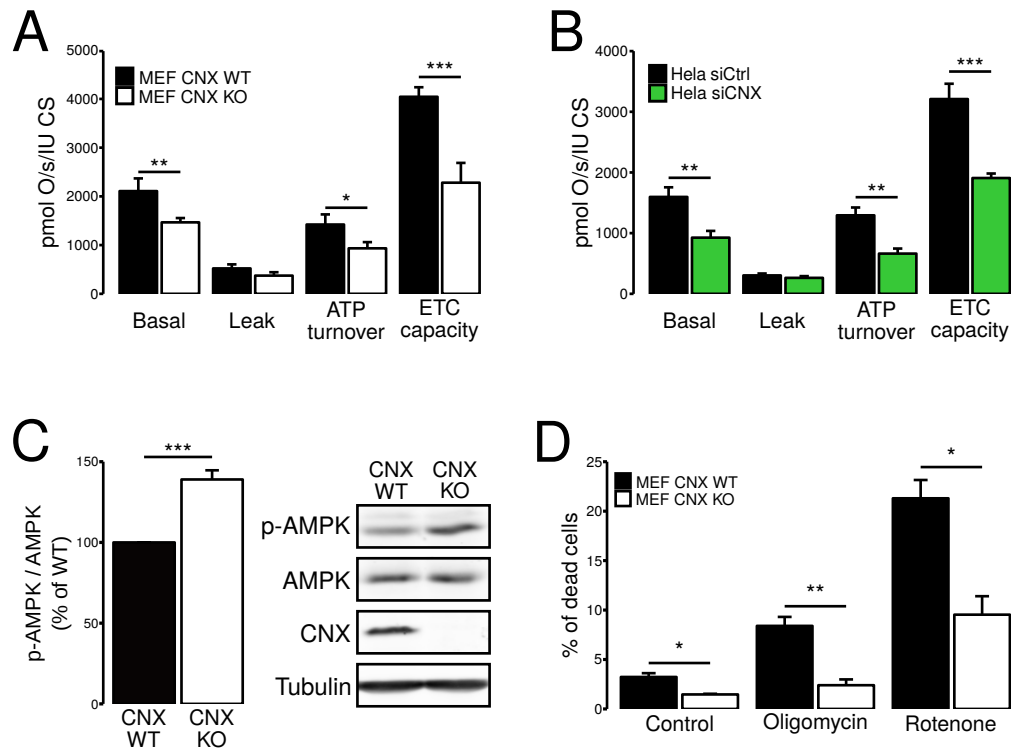 A
pmol O/s/IU CS
5000
4000
3000
2000
1000
0
MEF CNX WT
MEF CNX KO
**
*
***
Basal
Leak
ATP
turnover
ETC
capacity
B
pmol O/s/IU CS
4000
3000
2000
1000
0
Hela siCtrl
Hela siCNX
**
**
***
Basal
Leak
ATP
turnover
ETC
capacity
C
p-AMPK / AMPK
(% of WT)
150
100
50
0
***
CNX
WT
CNX
KO
CNX
WT
CNX
KO
p-AMPK
AMPK
CNX
Tubulin
D
% of dead cells
25
20
15
10
5
0
MEF CNX WT
MEF CNX KO
*
**
*
Control
Oligomycin
Rotenone